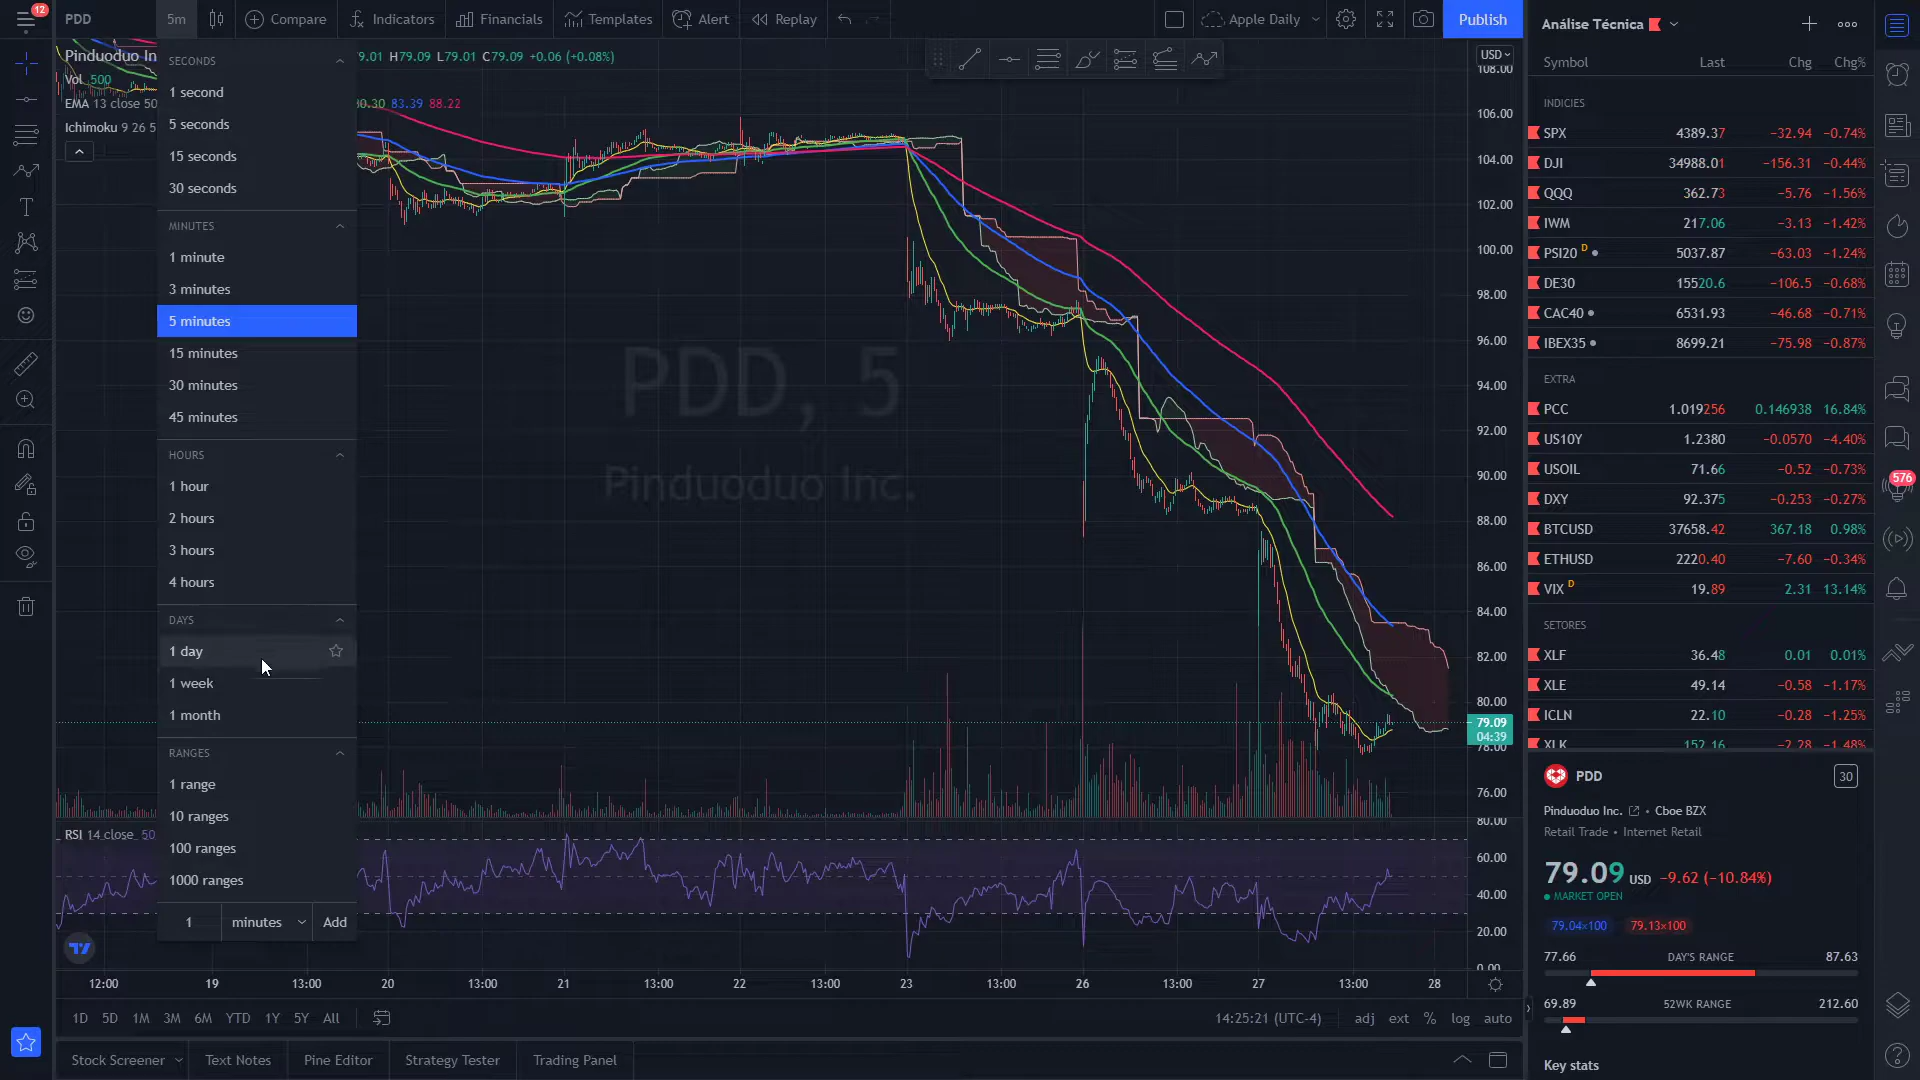 12
PDD
5m
Compare
Indicators
Financials
Templates
Alert
Replay
Apple Daily
Publish
Pinduoduo In
9.01 H79.09 L79.01 C79.09 +0.06 (+0.08%)
Vol 500
EMA 13 close 50
80.30 83.39 88.22
Ichimoku 9 26 5
SECONDS
1 second
5 seconds
15 seconds
30 seconds
MINUTES
1 minute
3 minutes
5 minutes
15 minutes
30 minutes
45 minutes
HOURS
1 hour
2 hours
3 hours
4 hours
DAYS
1 day
1 week
1 month
RANGES
1 range
10 ranges
100 ranges
1000 ranges
1 minutes Add
PDD, 5
Pinduoduo Inc.
USD
108.00
106.00
104.00
102.00
100.00
98.00
96.00
94.00
92.00
90.00
88.00
86.00
84.00
82.00
80.00
79.09
04:39
78.00
76.00
RSI 14 close 50
80.00
60.00
40.00
20.00
0.00
12:00 19 13:00 20 13:00 21 13:00 22 13:00 23 13:00 26 13:00 27 13:00 28
1D 5D 1M 3M 6M YTD 1Y 5Y All
14:25:21 (UTC-4) adj ext % log auto
Stock Screener Text Notes Pine Editor Strategy Tester Trading Panel
Análise Técnica
Symbol Last Chg Chg%
INDICIES
SPX 4389.37 −32.94 −0.74%
DJI 34988.01 −156.31 −0.44%
QQQ 362.73 −5.76 −1.56%
IWM 217.06 −3.13 −1.42%
PSI20 D 5037.87 −63.03 −1.24%
DE30 15520.6 −106.5 −0.68%
CAC40 6531.93 −46.68 −0.71%
IBEX35 8699.21 −75.98 −0.87%
EXTRA
PCC 1.019256 0.146938 16.84%
US10Y 1.2380 −0.0570 −4.40%
USOIL 71.66 −0.52 −0.73%
DXY 92.375 −0.253 −0.27%
BTCUSD 37658.42 367.18 0.98%
ETHUSD 2220.40 −7.60 −0.34%
VIX D 19.89 2.31 13.14%
SETORES
XLF 36.48 0.01 0.01%
XLE 49.14 −0.58 −1.17%
ICLN 22.10 −0.28 −1.25%
XLK 152.16 −2.28 −1.48%
PDD
30
Pinduoduo Inc. • Cboe BZX
Retail Trade • Internet Retail
79.09 USD −9.62 (−10.84%)
MARKET OPEN
79.04×100 79.13×100
77.66 DAY'S RANGE 87.63
69.89 52WK RANGE 212.60
Key stats
576